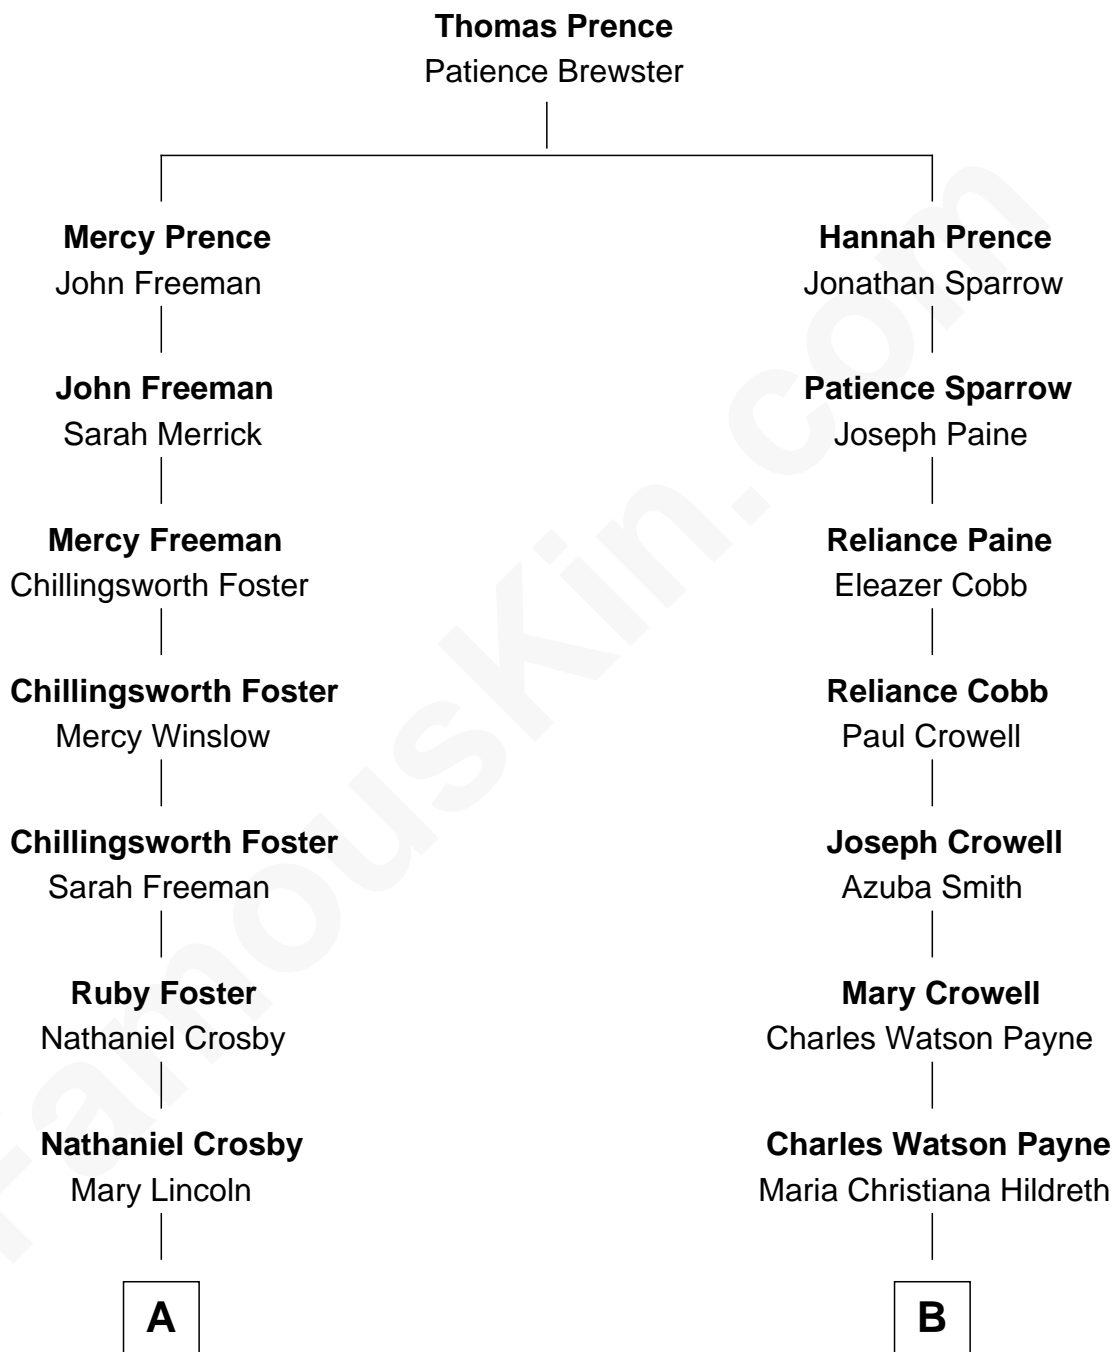 Thomas Prence
Patience Brewster
Mercy Prence
John Freeman
Hannah Prence
Jonathan Sparrow
John Freeman
Sarah Merrick
Patience Sparrow
Joseph Paine
Mercy Freeman
Chillingsworth Foster
Reliance Paine
Eleazer Cobb
Chillingsworth Foster
Mercy Winslow
Reliance Cobb
Paul Crowell
Chillingsworth Foster
Sarah Freeman
Joseph Crowell
Azuba Smith
Ruby Foster
Nathaniel Crosby
Mary Crowell
Charles Watson Payne
Nathaniel Crosby
Mary Lincoln
Charles Watson Payne
Maria Christiana Hildreth
A
B
FamousKin.com